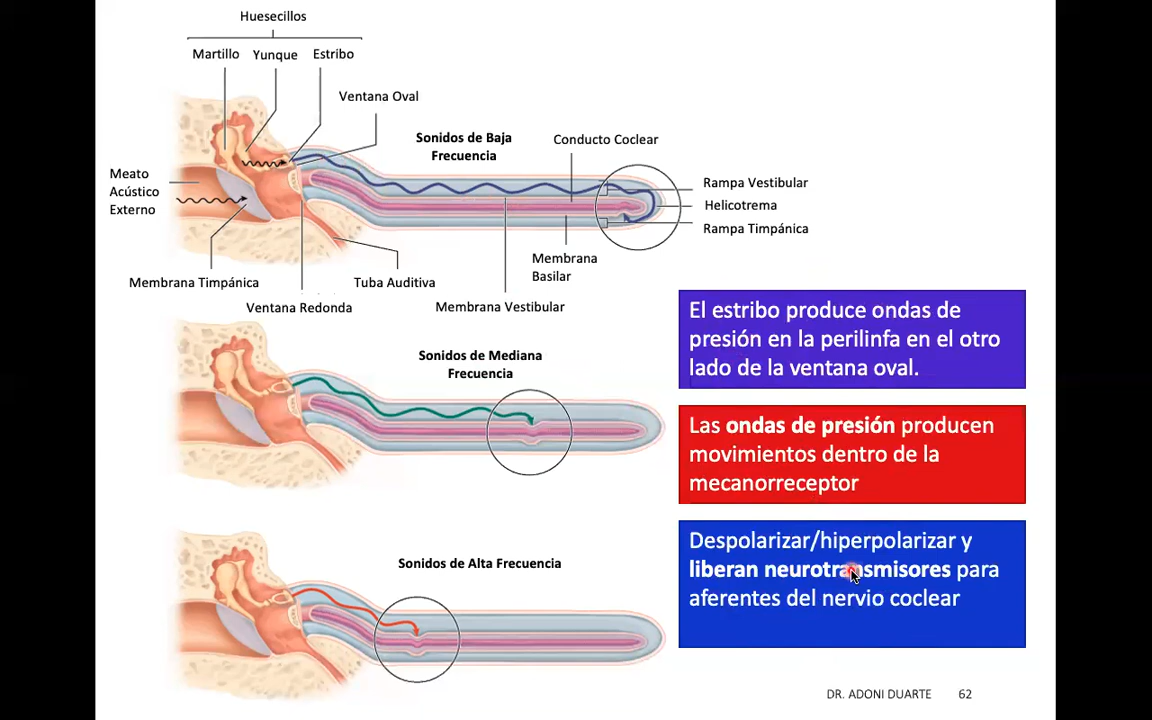 Huesecillos
Martillo
Yunque
Estribo
Ventana Oval
Sonidos de Baja
Frecuencia
Conducto Coclear
Meato
Acústico
Externo
Rampa Vestibular
Helicotrema
Rampa Timpánica
Membrana
Basilar
Membrana Timpánica
Tuba Auditiva
Ventana Redonda
Membrana Vestibular
El estribo produce ondas de
presión en la perilinfa en el otro
lado de la ventana oval.
Sonidos de Mediana
Frecuencia
Las ondas de presión producen
movimientos dentro de la
mecanorreceptor
Despolarizar/hiperpolarizar y
liberan neurotransmisores para
aferentes del nervio coclear
Sonidos de Alta Frecuencia
DR. ADONI DUARTE
62